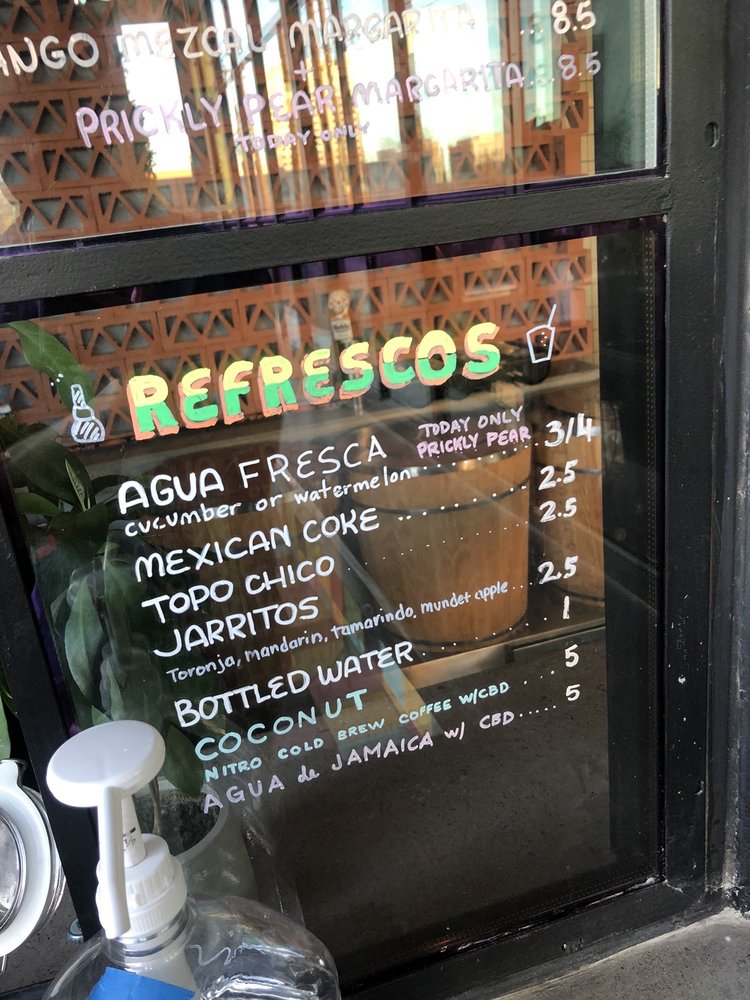 MEZCAL MARGARITA ... 8.5
+
PRICKLY PEAR MARGARITA... 8.5
TODAY ONLY
REFRESCOS
AGUA FRESCA TODAY ONLY PRICKLY PEAR 3/4
cucumber or watermelon
MEXICAN COKE 2.5
TOPO CHICO 2.5
JARRITOS
Toronja, Mandarin, tamarindo, mundet apple... 2.5
BOTTLED WATER 1
COCONUT
NITRO COLD BREW COFFEE W/CBD 5
AGUA de JAMAICA W/ CBD..... 5